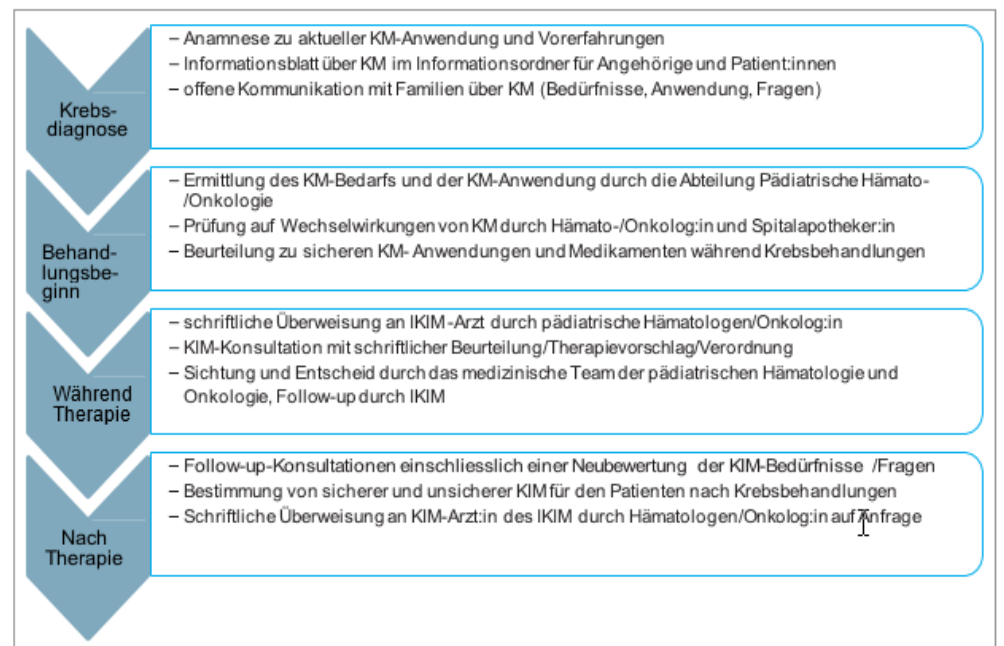 – Anamnese zu aktueller KM-Anwendung und Vorerfahrungen
– Informationsblatt über KM im Informationsordner für Angehörige und Patient:innen
– offene Kommunikation mit Familien über KM (Bedürfnisse, Anwendung, Fragen)
Krebs-
diagnose
– Ermittlung des KM-Bedarfs und der KM-Anwendung durch die Abteilung Pädiatrische Hämato-
/Onkologie
– Prüfung auf Wechselwirkungen von KM durch Hämato-/Onkolog:in und Spitalapotheker:in
– Beurteilung zu sicheren KM- Anwendungen und Medikamenten während Krebsbehandlungen
Behand-
lungsbe-
ginn
– schriftliche Überweisung an IKIM-Arzt durch pädiatrische Hämatologen/Onkolog:in
– KIM-Konsultation mit schriftlicher Beurteilung/Therapievorschlag/Verordnung
– Sichtung und Entscheid durch das medizinische Team der pädiatrischen Hämatologie und
Onkologie, Follow-up durch IKIM
Während
Therapie
– Follow-up-Konsultationen einschliesslich einer Neubewertung der KIM-Bedürfnisse /Fragen
– Bestimmung von sicherer und unsicherer KIM für den Patienten nach Krebsbehandlungen
– Schriftliche Überweisung an KIM-Arzt:in des IKIM durch Hämatologen/Onkolog:in auf Anfrage
Nach
Therapie